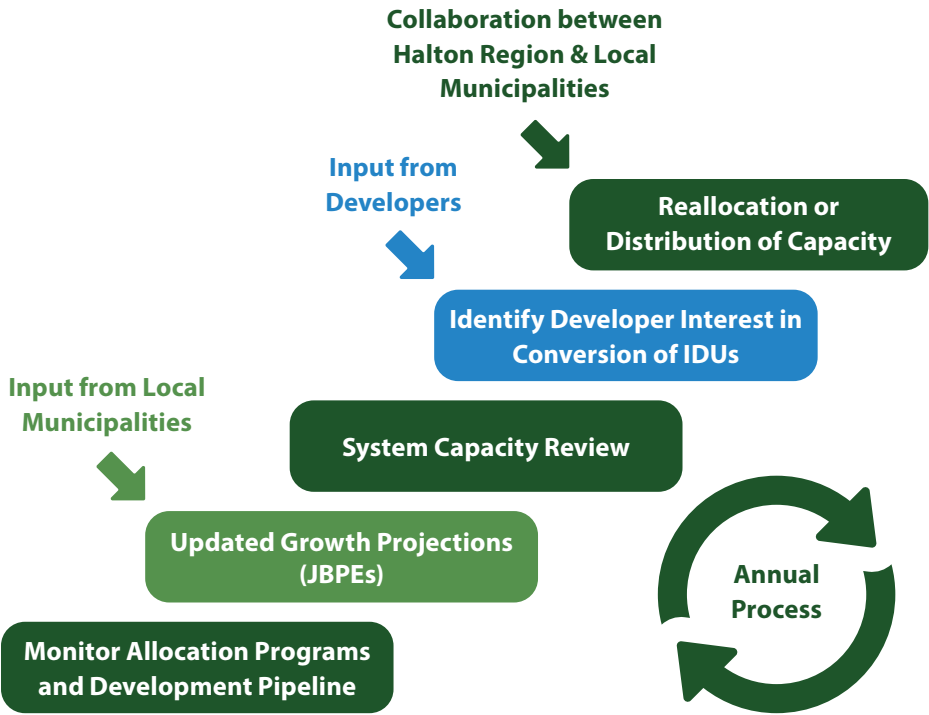 Collaboration between
Halton Region & Local
Municipalities
Input from
Developers
Reallocation or
Distribution of Capacity
Identify Developer Interest in
Conversion of IDUs
Input from Local
Municipalities
System Capacity Review
Updated Growth Projections
(JBPEs)
Annual
Process
Monitor Allocation Programs
and Development Pipeline